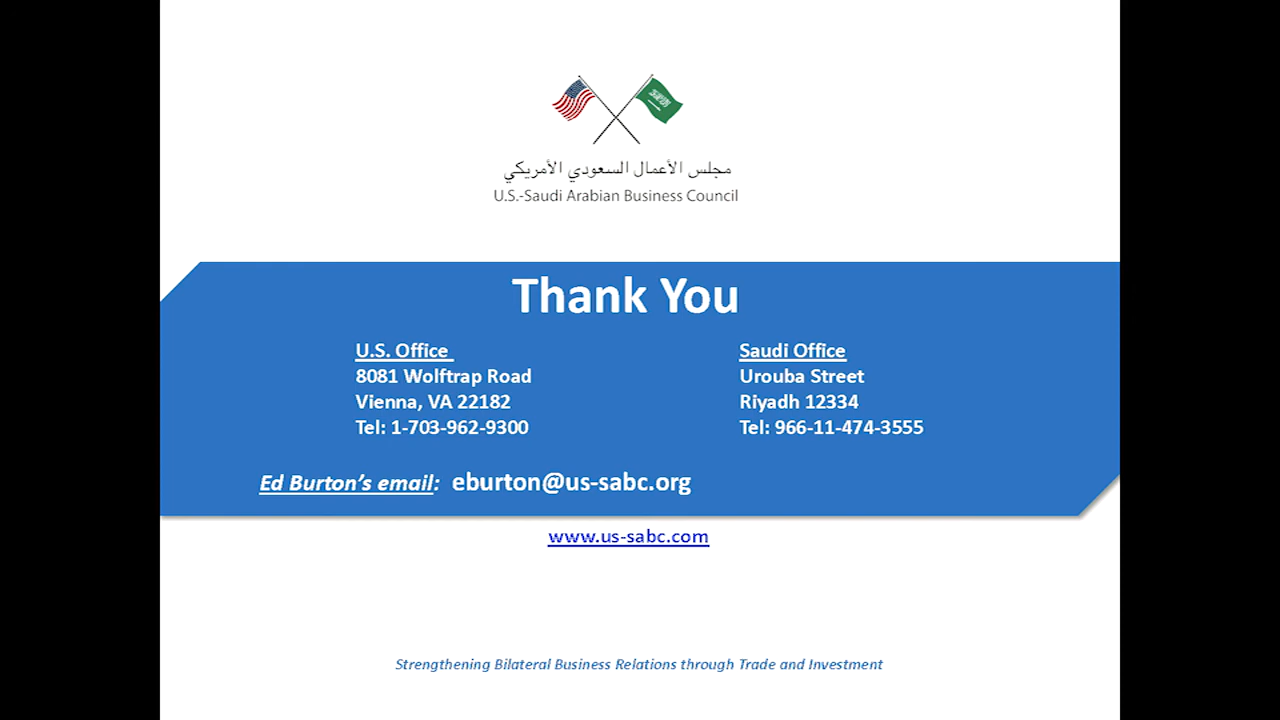 مجلس الأعمال السعودي الأمريكي
U.S.-Saudi Arabian Business Council
Thank You
U.S. Office
8081 Wolftrap Road
Vienna, VA 22182
Tel: 1-703-962-9300
Saudi Office
Urouba Street
Riyadh 12334
Tel: 966-11-474-3555
Ed Burton’s email: eburton@us-sabc.org
www.us-sabc.com
Strengthening Bilateral Business Relations through Trade and Investment